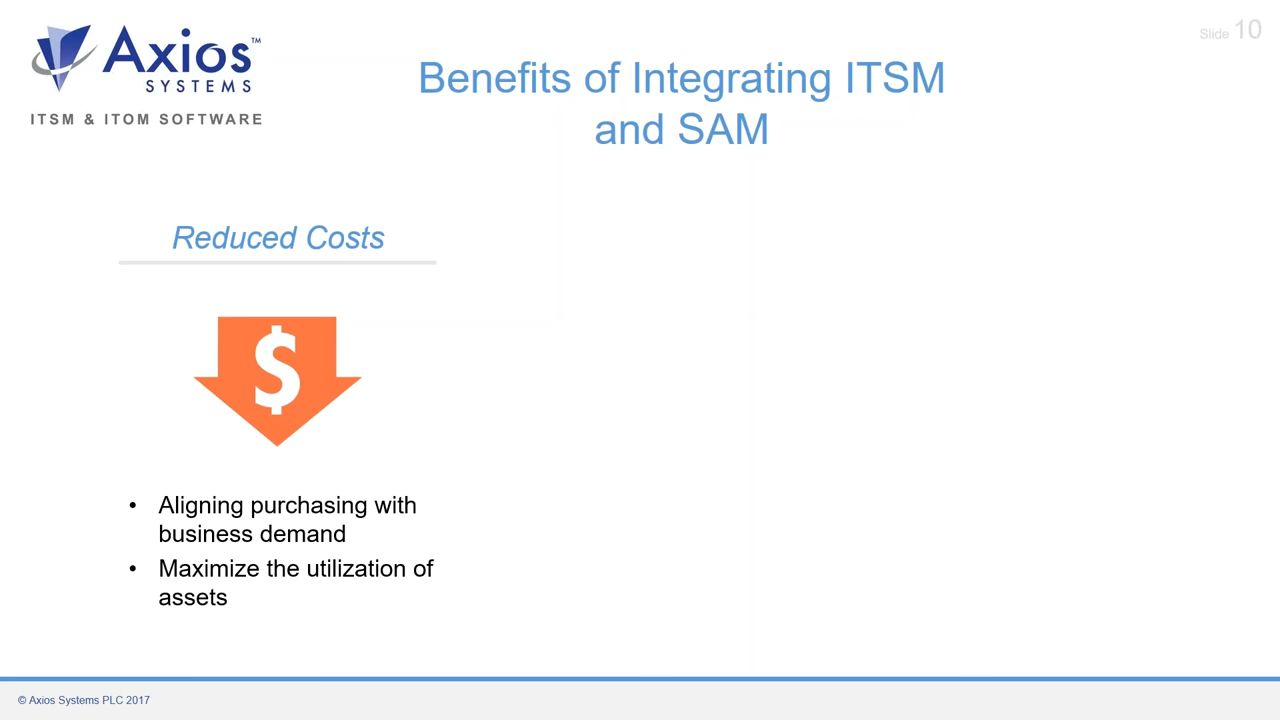 Slide 10
Axios™
SYSTEMS
ITSM & ITOM SOFTWARE
Benefits of Integrating ITSM
and SAM
Reduced Costs
$
• Aligning purchasing with
business demand
• Maximize the utilization of
assets
© Axios Systems PLC 2017